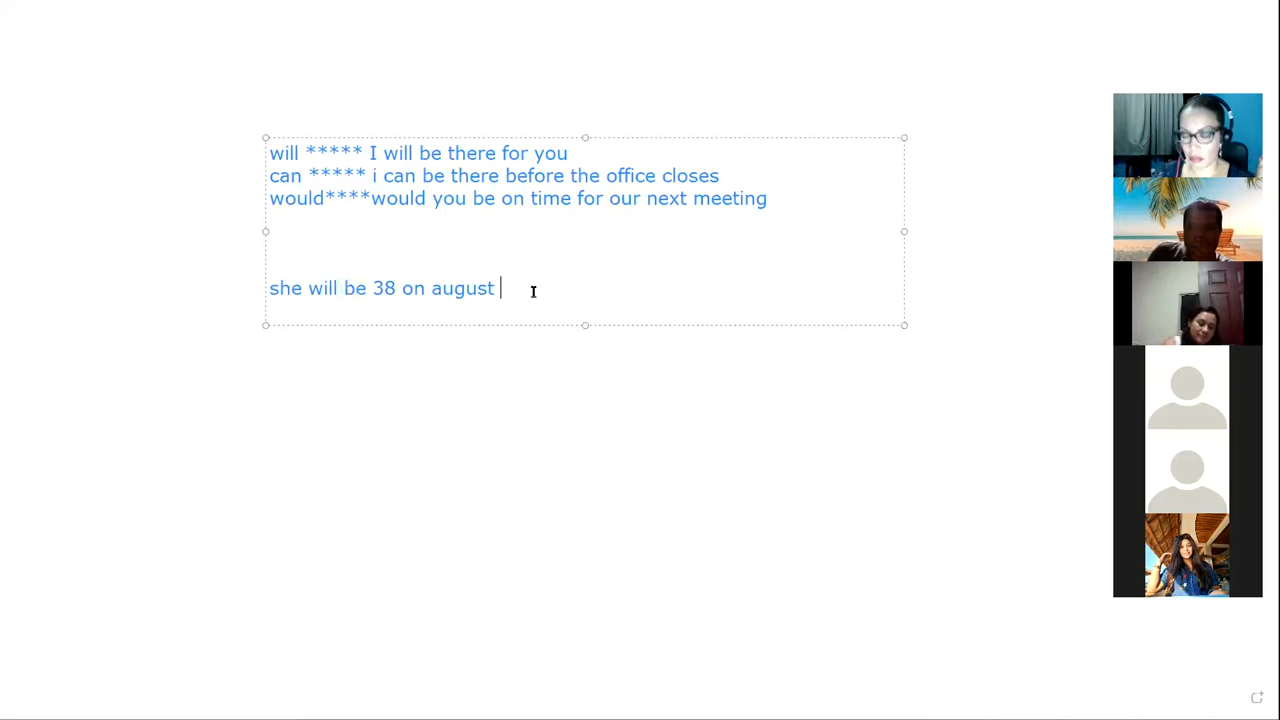 will ***** I will be there for you
can ***** i can be there before the office closes
would****would you be on time for our next meeting
she will be 38 on august